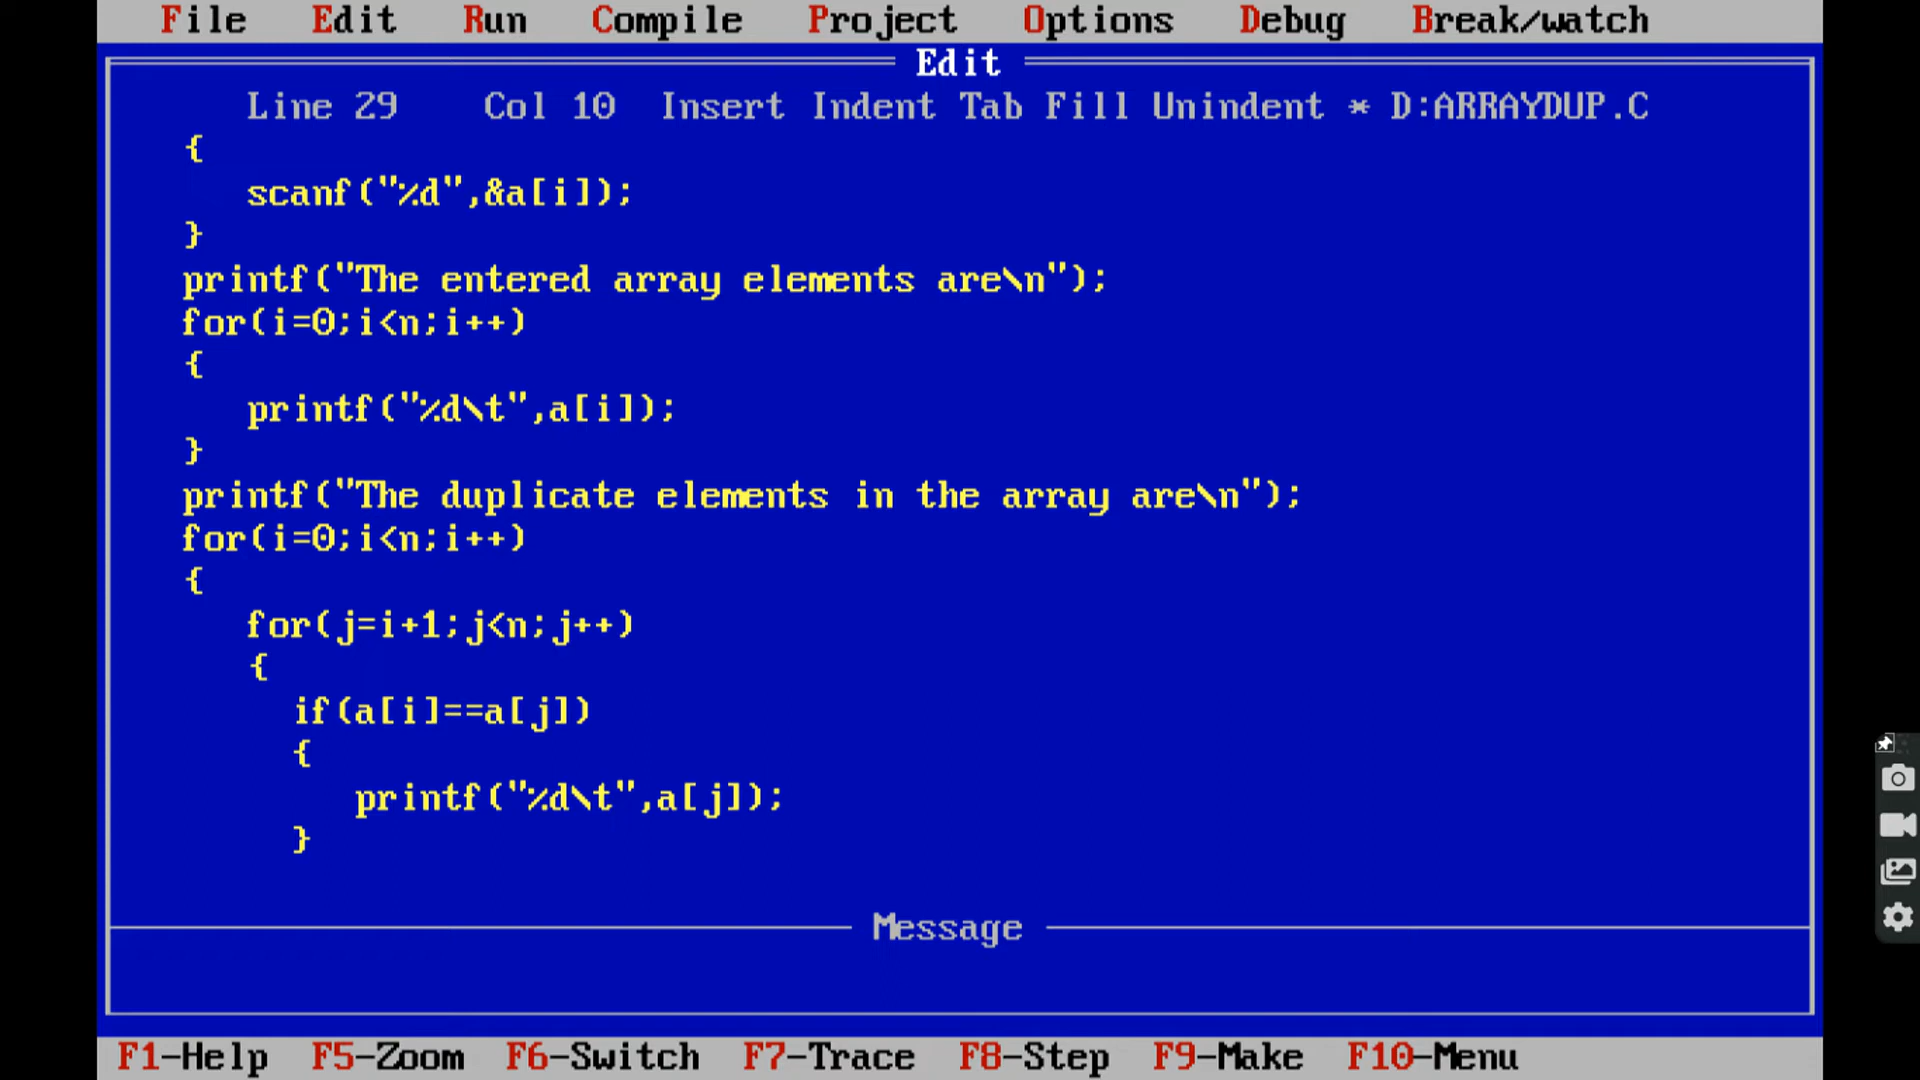 File Edit Run Compile Project Options Debug Break/watch
Edit
Line 29 Col 10 Insert Indent Tab Fill Unindent * D:ARRAYDUP.C
{
scanf("%d",&a[i]);
}
printf("The entered array elements are\n");
for(i=0;i<n;i++)
{
printf("%d\t",a[i]);
}
printf("The duplicate elements in the array are\n");
for(i=0;i<n;i++)
{
for(j=i+1;j<n;j++)
{
if(a[i]==a[j])
{
printf("%d\t",a[j]);
}
Message
F1-Help F5-Zoom F6-Switch F7-Trace F8-Step F9-Make F10-Menu